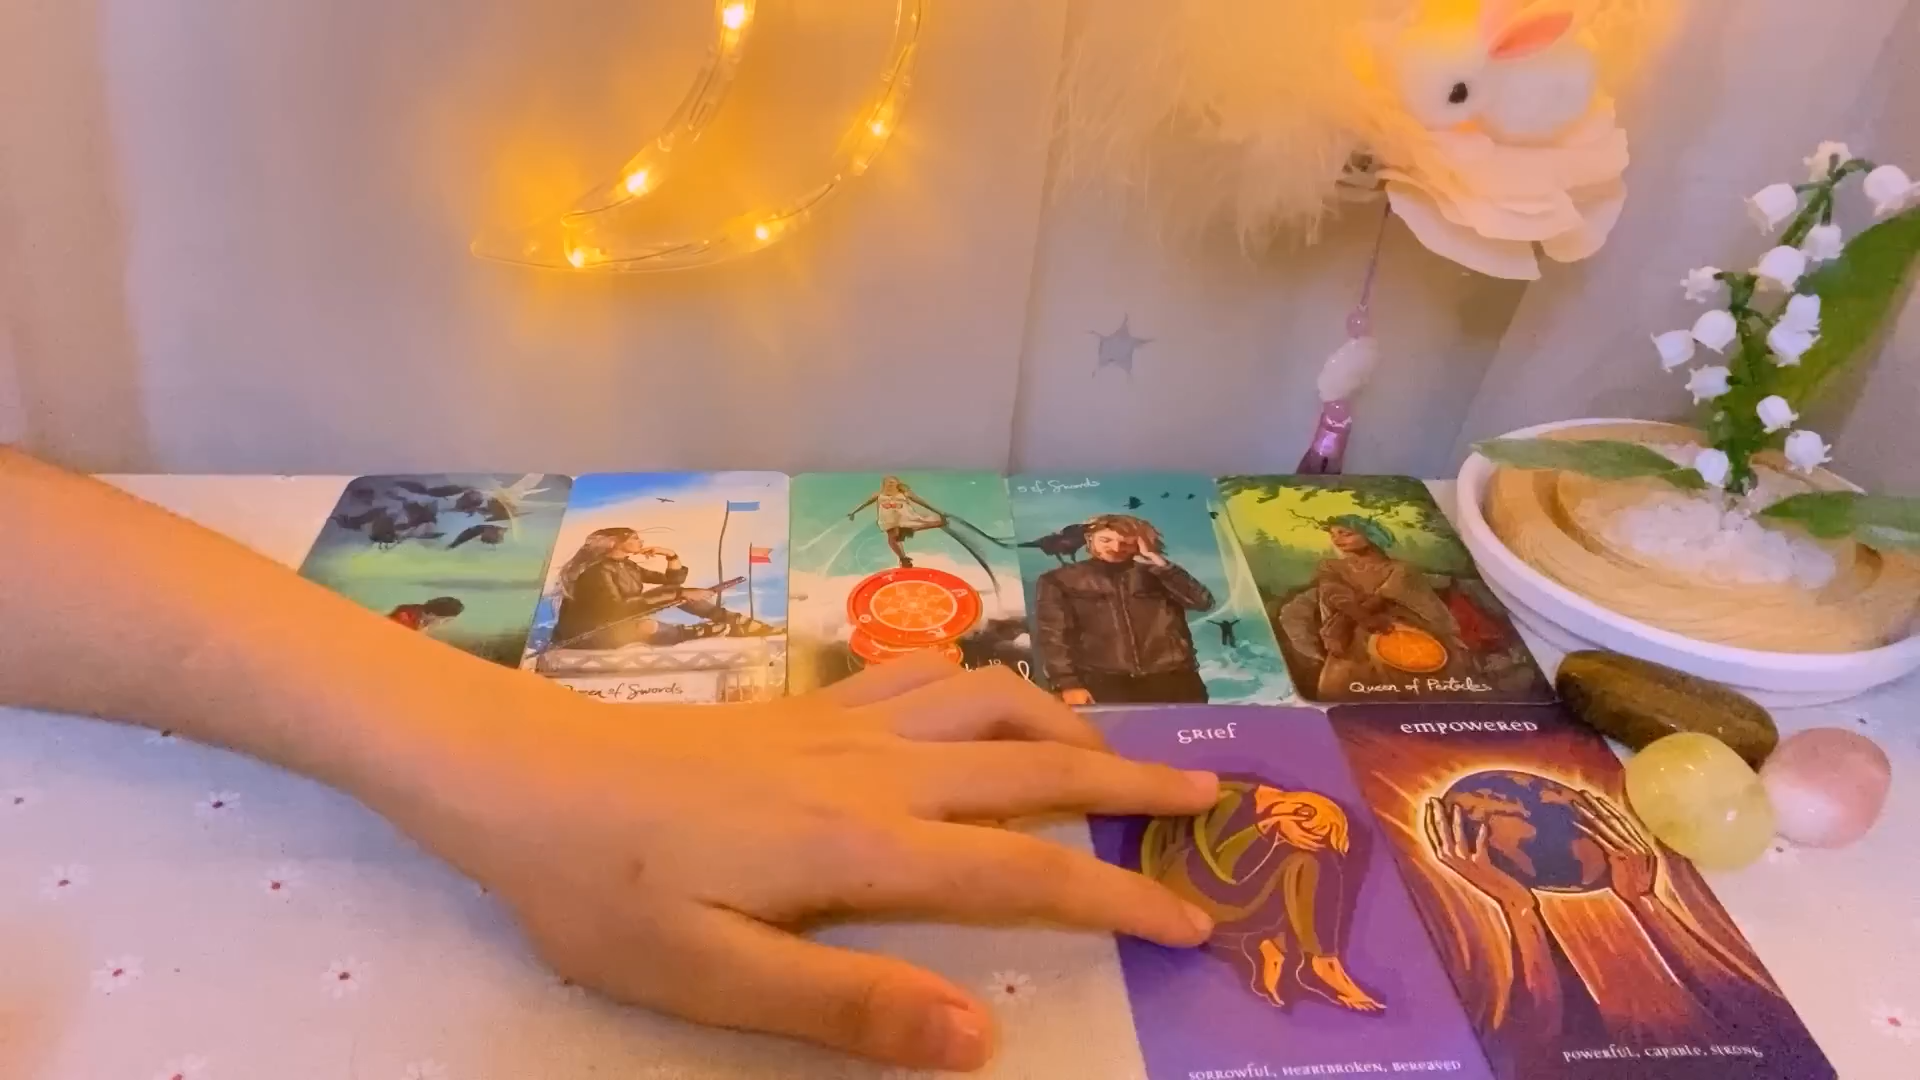 5 of Swords
Queen of Swords
Queen of Pentacles
GRIEF
EMPOWERED
SORROWFUL, HEARTBROKEN, BEREAVED
POWERFUL, CAPABLE, STRONG